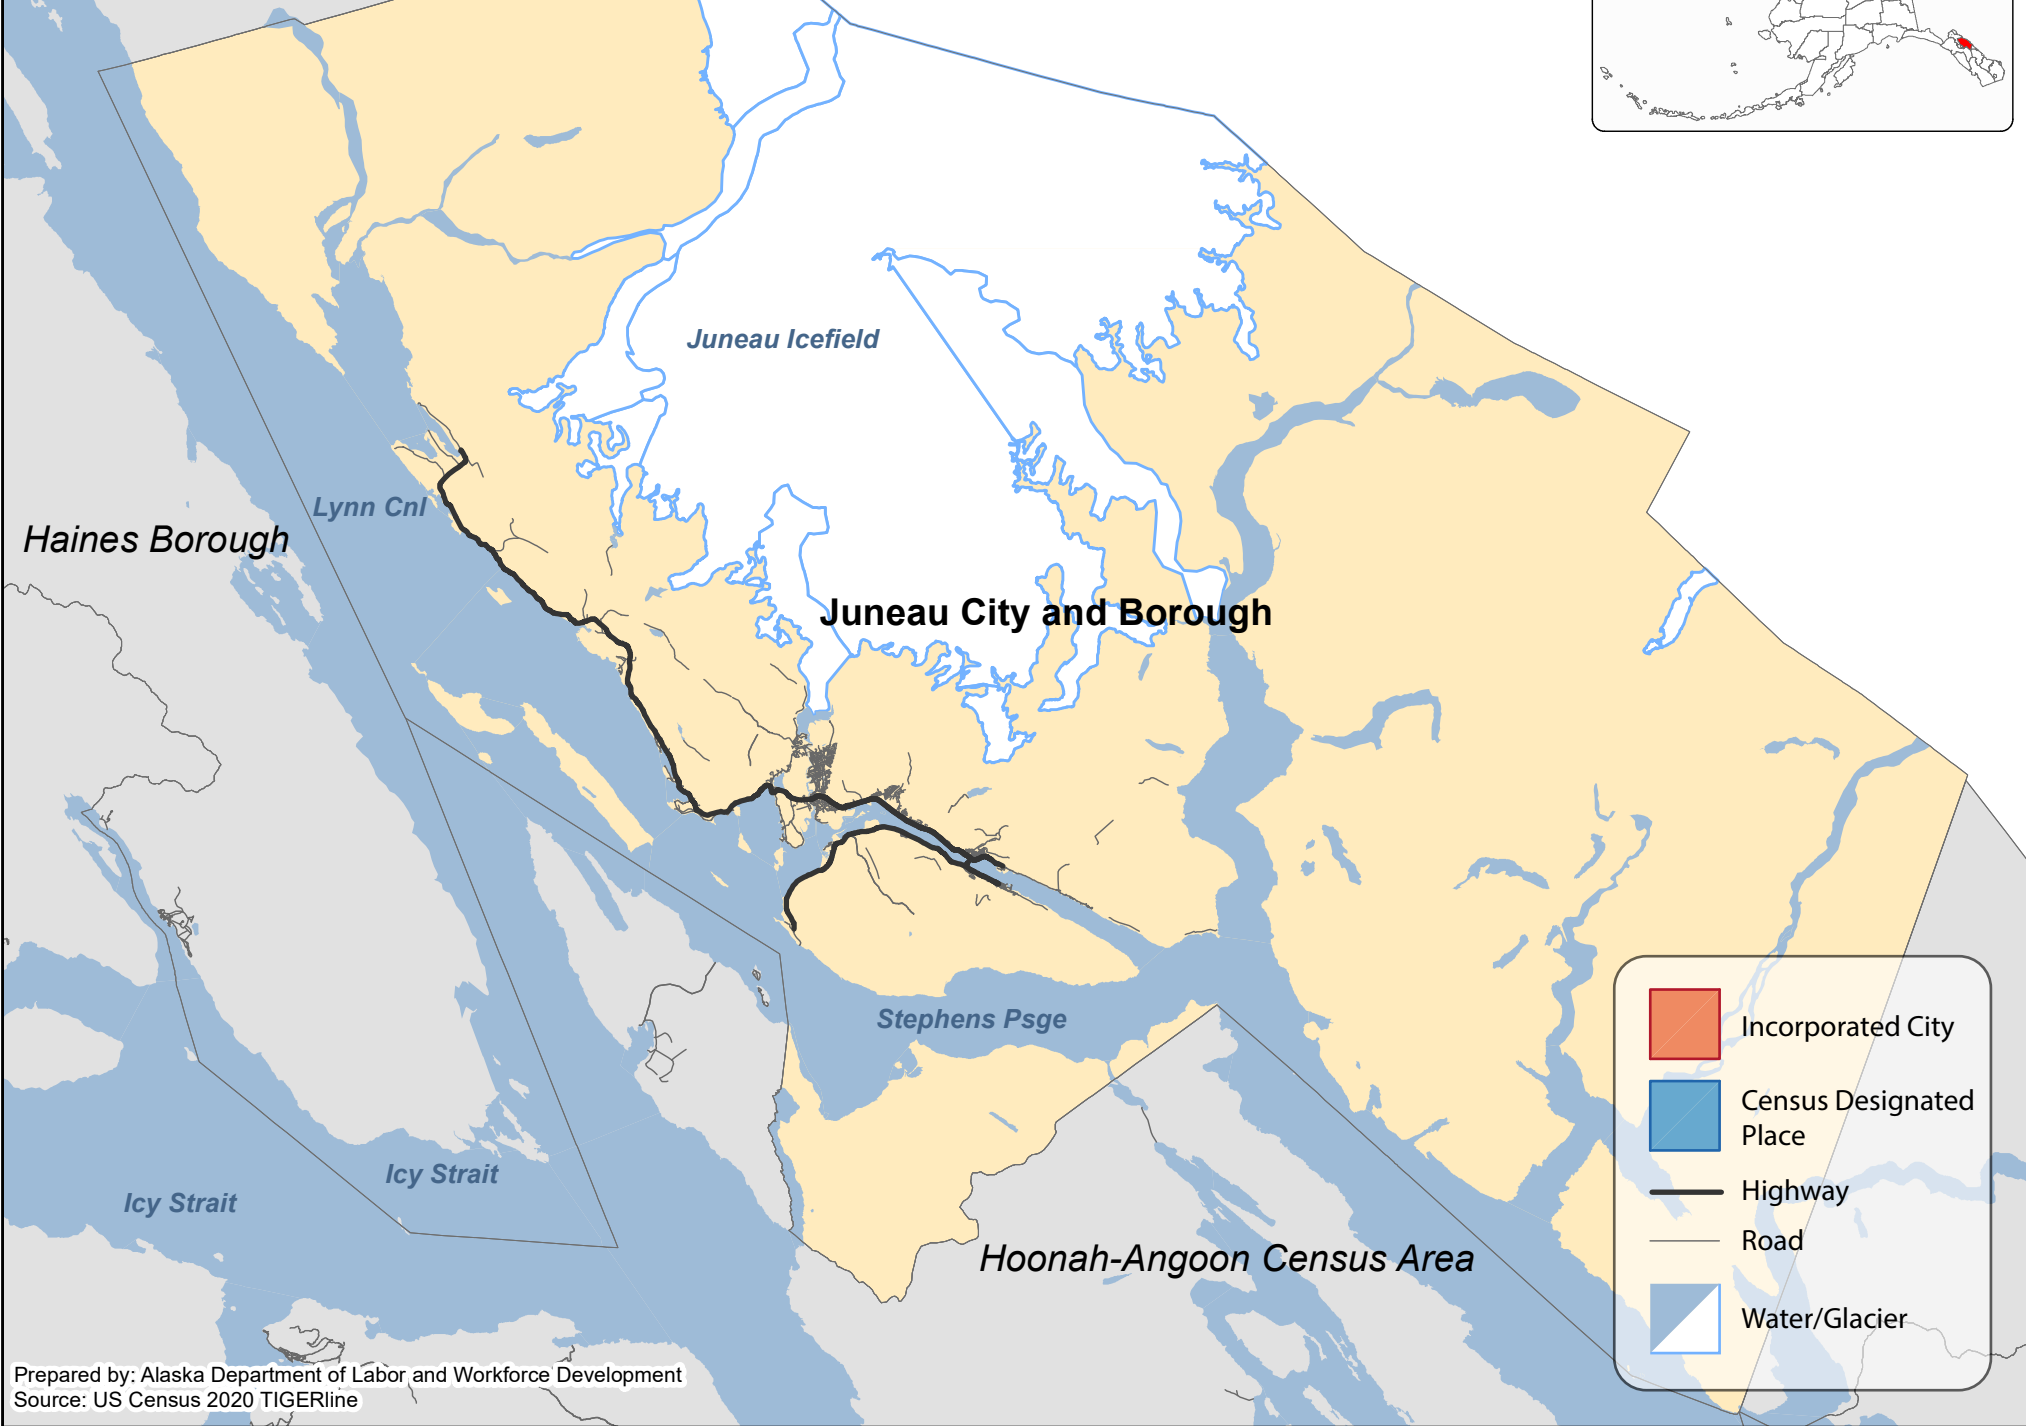 Juneau Icefield
Lynn Cnl
Haines Borough
Juneau City and Borough
Stephens Psge
Icy Strait
Icy Strait
Hoonah-Angoon Census Area
Incorporated City
Census Designated
Place
Highway
Road
Water/Glacier
Prepared by: Alaska Department of Labor and Workforce Development
Source: US Census 2020 TIGERline